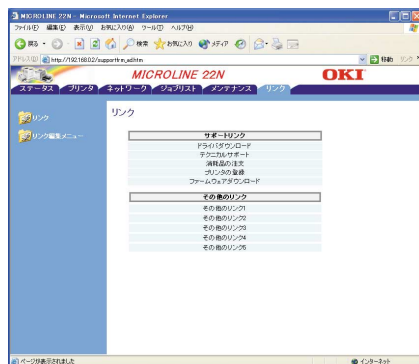 MICROLINE 22N - Microsoft Internet Explorer
ファイル(F) 編集(E) 表示(V) お気に入り(A) ツール(T) ヘルプ(H)
戻る 検索 お気に入り メディア
アドレス(D) 移動 リンク
MICROLINE 22N
OKI
ステータス プリンタ ネットワーク ジョブリスト メンテナンス リンク
リンク
リンク編集メニュー
リンク
サポートリンク
ドライバダウンロード
テクニカルサポート
消耗品の注文
プリンタの登録
ファームウェアダウンロード
その他のリンク
その他のリンク1
その他のリンク2
その他のリンク3
その他のリンク4
その他のリンク5
ページが表示されました
インターネット